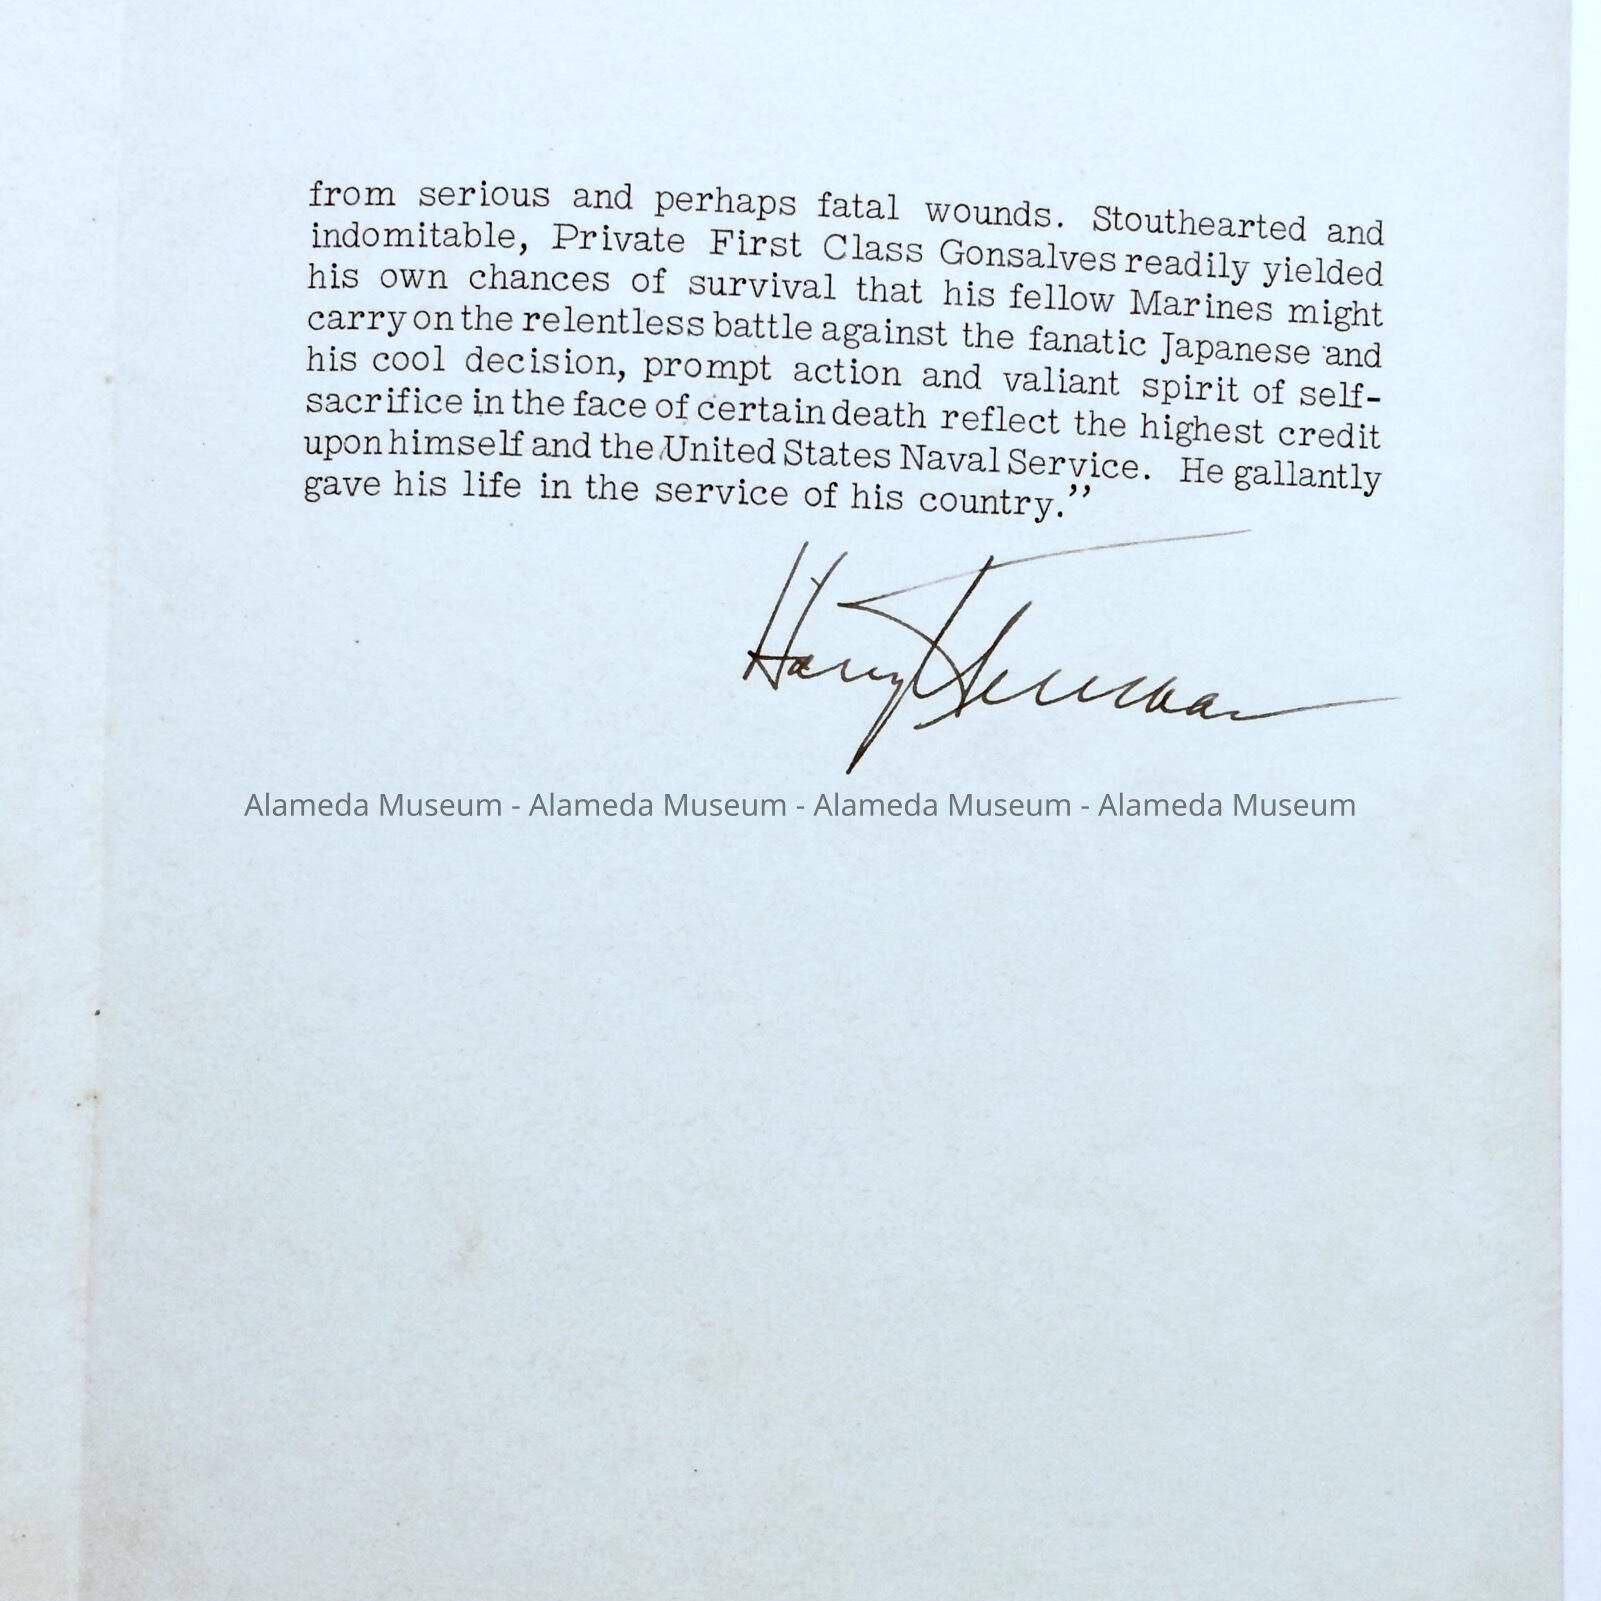 from serious and perhaps fatal wounds. Stouthearted and
indomitable, Private First Class Gonsalves readily yielded
his own chances of survival that his fellow Marines might
carry on the relentless battle against the fanatic Japanese and
his cool decision, prompt action and valiant spirit of self-
sacrifice in the face of certain death reflect the highest credit
upon himself and the United States Naval Service. He gallantly
gave his life in the service of his country.”
Harry Truman
Alameda Museum - Alameda Museum - Alameda Museum - Alameda Museum